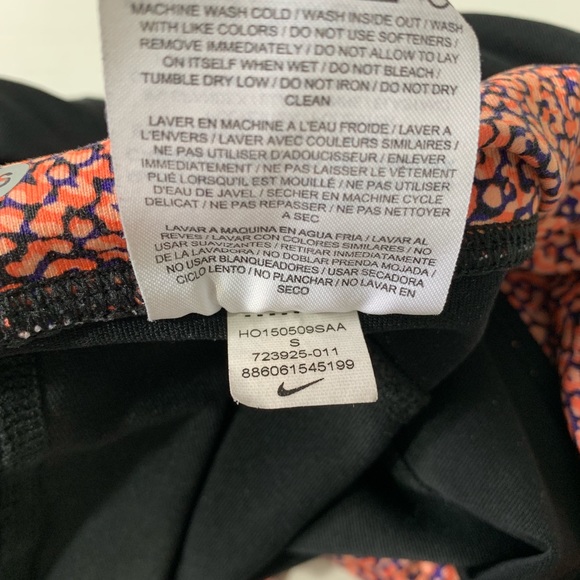 MACHINE WASH COLD / WASH INSIDE OUT / WASH
WITH LIKE COLORS / DO NOT USE SOFTENERS /
REMOVE IMMEDIATELY / DO NOT ALLOW TO LAY
ON ITSELF WHEN WET / DO NOT BLEACH /
TUMBLE DRY LOW / DO NOT IRON / DO NOT DRY
CLEAN
LAVER EN MACHINE A L'EAU FROIDE / LAVER A
L'ENVERS / LAVER AVEC COULEURS SIMILAIRES /
NE PAS UTILISER D'ADOUCISSEUR / ENLEVER
IMMEDIATEMENT / NE PAS LAISSER LE VÊTEMENT
PLIÉ LORSQU'IL EST MOUILLÉ / NE PAS UTILISER
D'EAU DE JAVEL / SECHER EN MACHINE CYCLE
DELICAT / NE PAS REPASSER / NE PAS NETTOYER
A SEC
LAVAR A MAQUINA EN AGUA FRIA / LAVAR AL
REVES / LAVAR CON COLORES SIMILARES / NO
USAR SUAVIZANTES / RETIRAR INMEDIATAMENTE
DE LA LAVADORA / NO DOBLAR PRENDA MOJADA /
NO USAR BLANQUEADORES / USAR SECADORA
CICLO LENTO / NO PLANCHAR / NO LAVAR EN
SECO
HO150509SAA
S
723925-011
886061545199